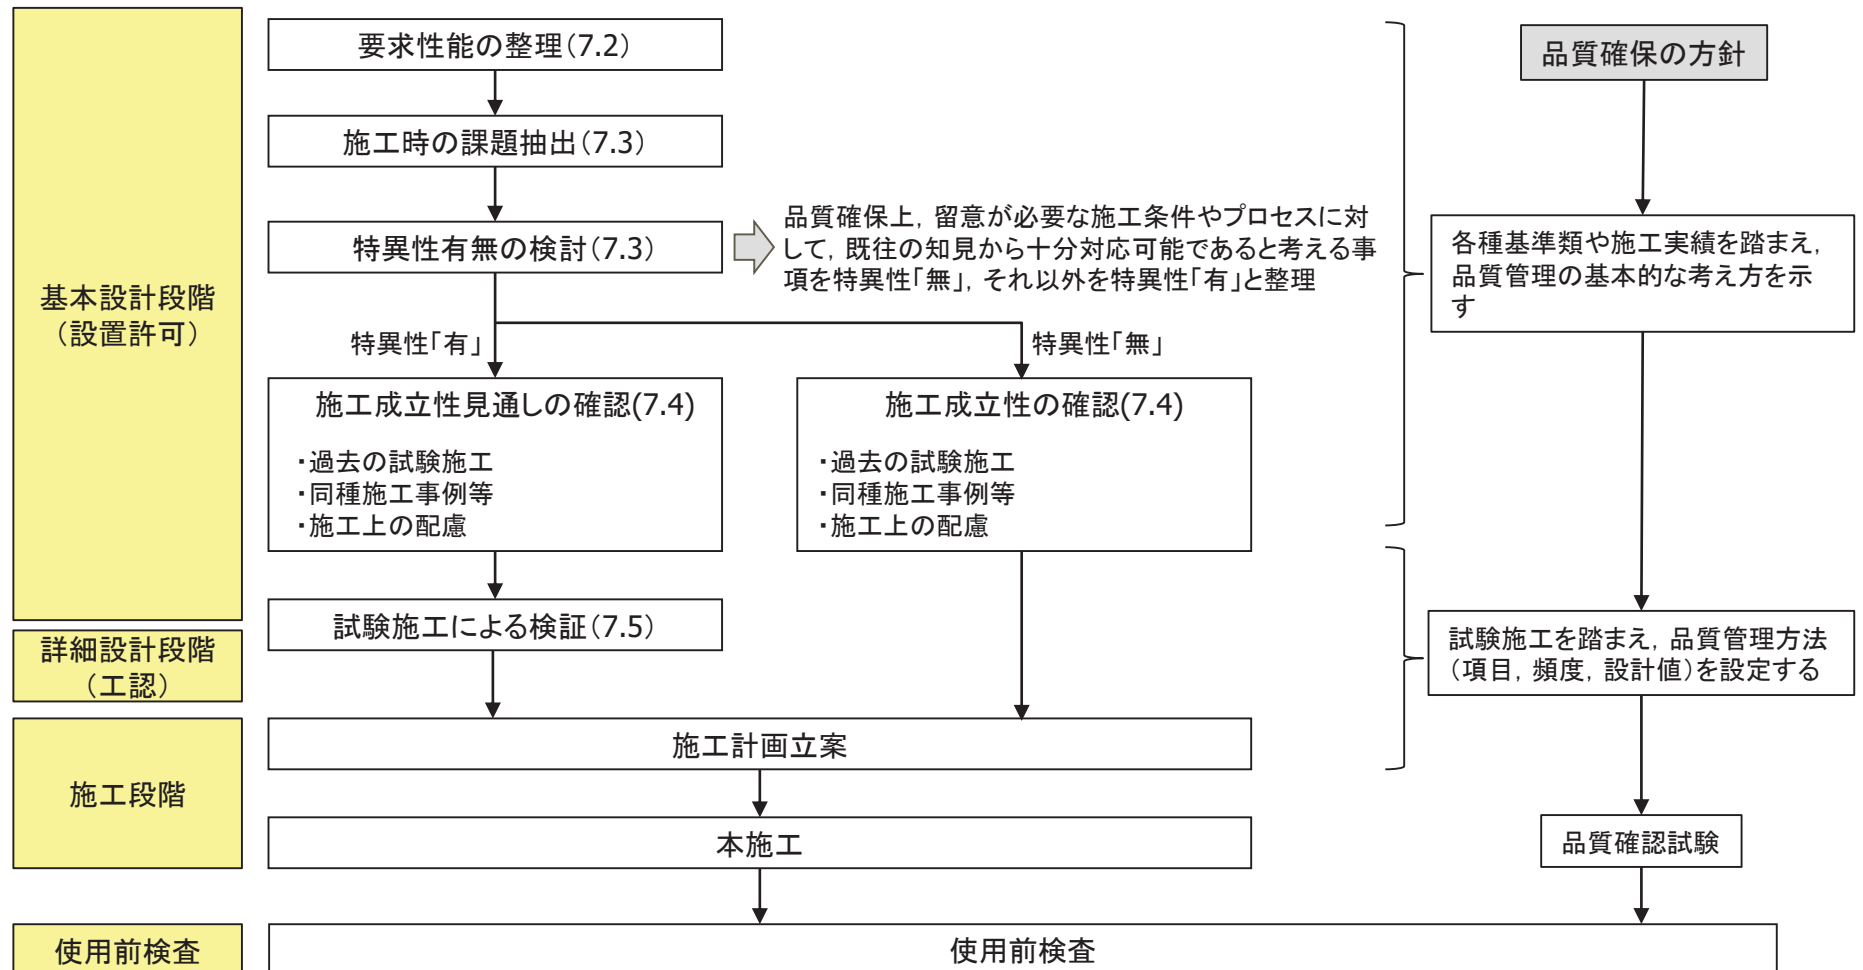 基本設計段階
（設置許可）
詳細設計段階
（工認）
施工段階
使用前検査
要求性能の整理（7.2）
施工時の課題抽出（7.3）
特異性有無の検討（7.3）
品質確保上，留意が必要な施工条件やプロセスに対
して，既往の知見から十分対応可能であると考える事
項を特異性「無」，それ以外を特異性「有」と整理
特異性「有」
特異性「無」
施工成立性見通しの確認(7.4)
・過去の試験施工
・同種施工事例等
・施工上の配慮
施工成立性の確認(7.4)
・過去の試験施工
・同種施工事例等
・施工上の配慮
試験施工による検証（7.5）
施工計画立案
本施工
使用前検査
品質確保の方針
各種基準類や施工実績を踏まえ，
品質管理の基本的な考え方を示
す
試験施工を踏まえ，品質管理方法
（項目，頻度，設計値）を設定する
品質確認試験